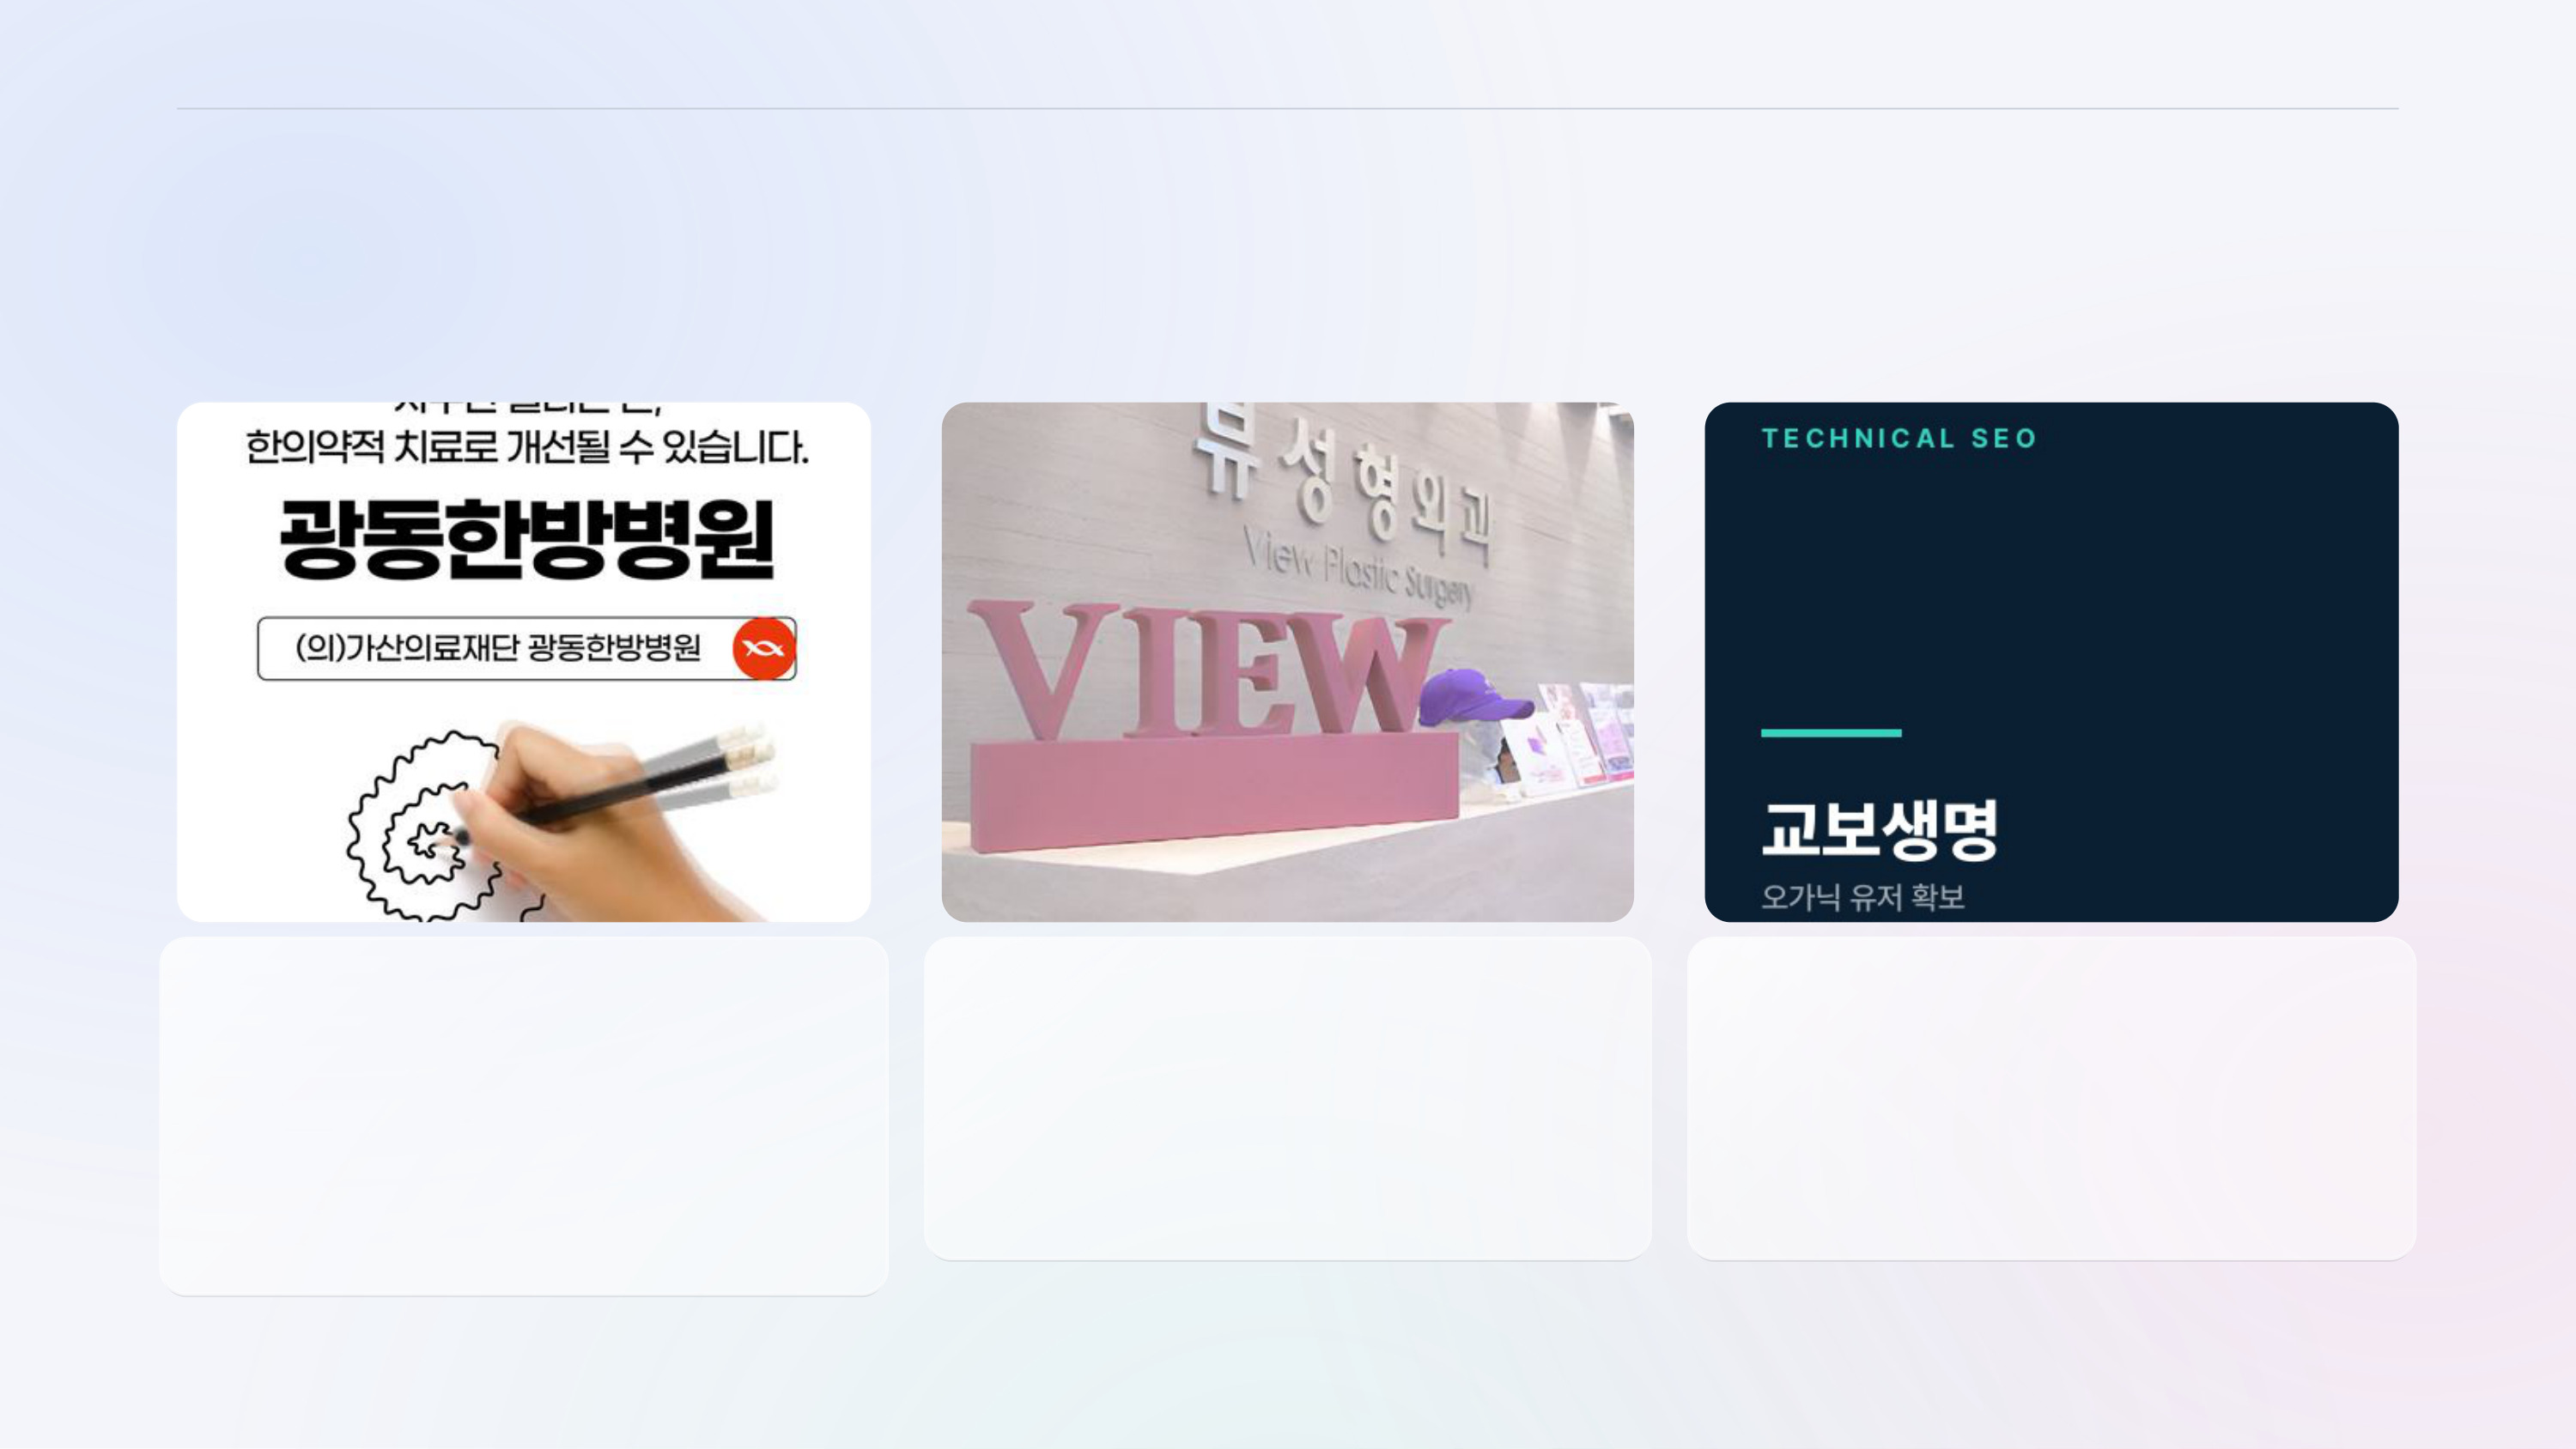 한의약적 치료로 개선될 수 있습니다.
광동한방병원
(의)가산의료재단 광동한방병원
뷰성형외과
View Plastic Surgery
VIEW
TECHNICAL SEO
교보생명
오가닉 유저 확보